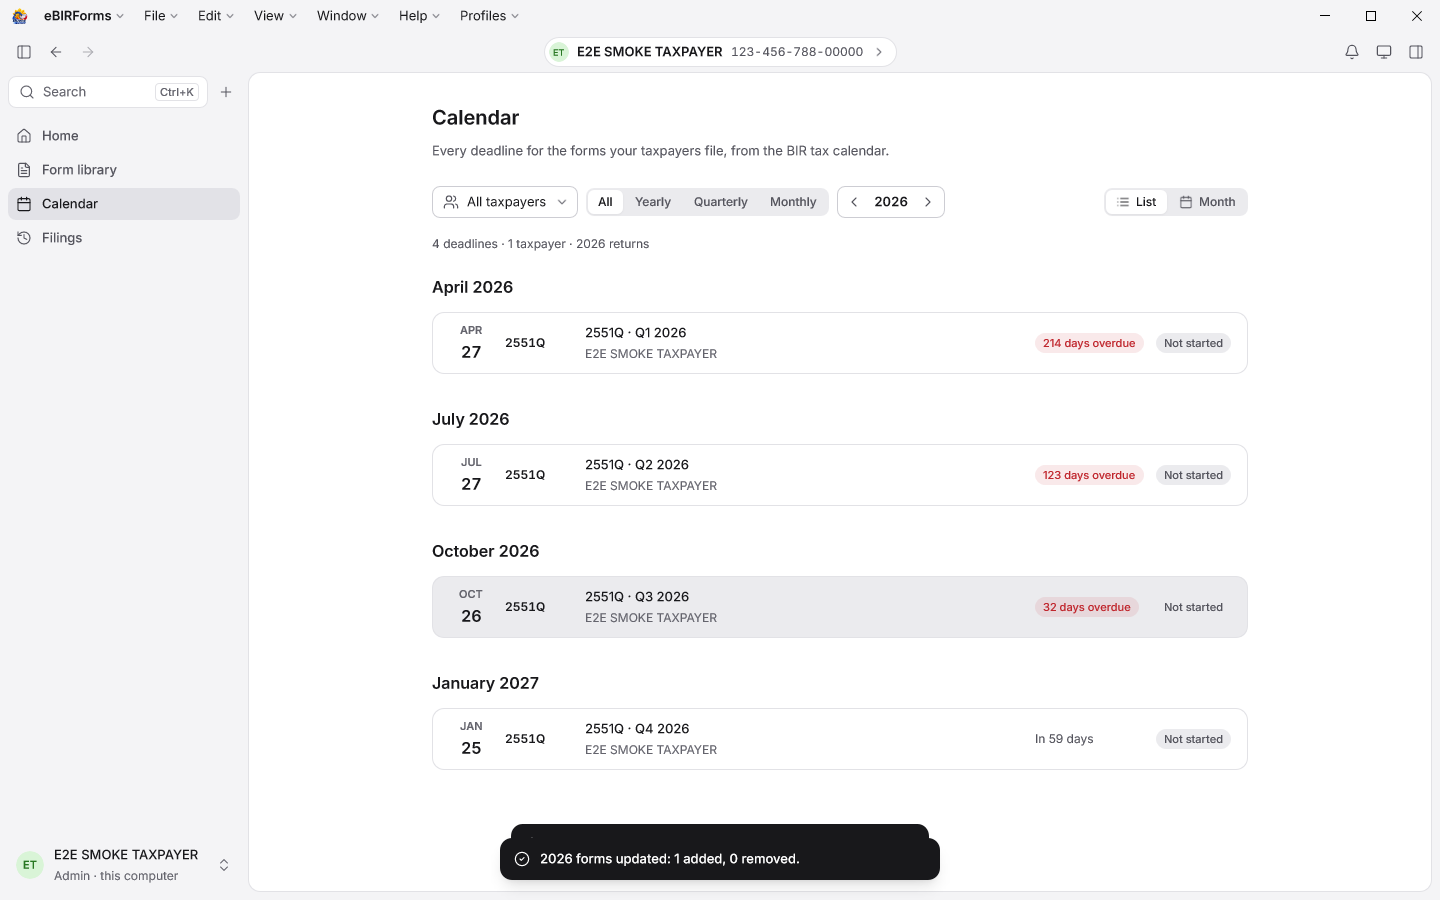 eBIRForms File Edit View Window Help Profiles
ET E2E SMOKE TAXPAYER 123-456-788-00000
Search Ctrl+K
Home
Form library
Calendar
Filings
Calendar
Every deadline for the forms your taxpayers file, from the BIR tax calendar.
All taxpayers All Yearly Quarterly Monthly 2026 List Month
4 deadlines · 1 taxpayer · 2026 returns
April 2026
APR
27
2551Q
2551Q · Q1 2026
E2E SMOKE TAXPAYER
214 days overdue Not started
July 2026
JUL
27
2551Q
2551Q · Q2 2026
E2E SMOKE TAXPAYER
123 days overdue Not started
October 2026
OCT
26
2551Q
2551Q · Q3 2026
E2E SMOKE TAXPAYER
32 days overdue Not started
January 2027
JAN
25
2551Q
2551Q · Q4 2026
E2E SMOKE TAXPAYER
In 59 days Not started
2026 forms updated: 1 added, 0 removed.
ET
E2E SMOKE TAXPAYER
Admin · this computer